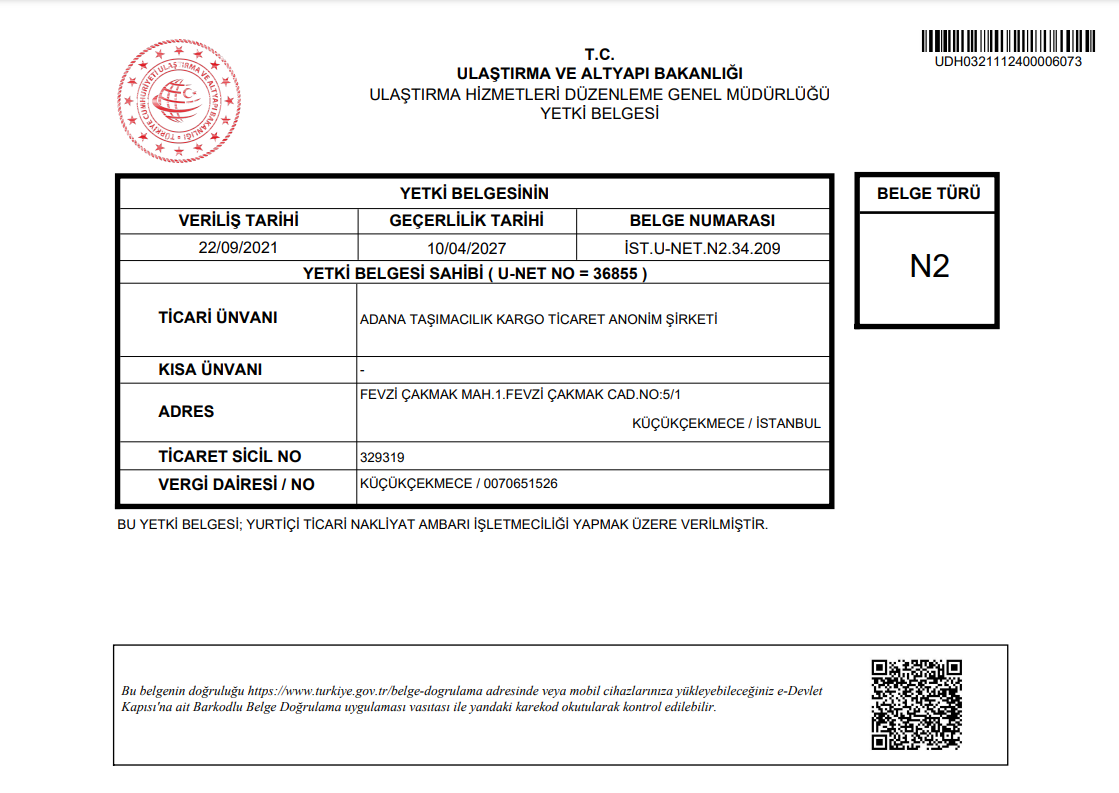 TÜRKİYE CUMHURİYETİ ULAŞTIRMA VE ALTYAPI BAKANLIĞI
T.C.
ULAŞTIRMA VE ALTYAPI BAKANLIĞI
ULAŞTIRMA HİZMETLERİ DÜZENLEME GENEL MÜDÜRLÜĞÜ
YETKİ BELGESİ
UDH0321112400006073
YETKİ BELGESİNİN
VERİLİŞ TARİHİ GEÇERLİLİK TARİHİ BELGE NUMARASI
22/09/2021 10/04/2027 İST.U-NET.N2.34.209
YETKİ BELGESİ SAHİBİ ( U-NET NO = 36855 )
TİCARİ ÜNVANI ADANA TAŞIMACILIK KARGO TİCARET ANONİM ŞİRKETİ
KISA ÜNVANI -
ADRES FEVZİ ÇAKMAK MAH.1.FEVZİ ÇAKMAK CAD.NO:5/1
KÜÇÜKÇEKMECE / İSTANBUL
TİCARET SİCİL NO 329319
VERGİ DAİRESİ / NO KÜÇÜKÇEKMECE / 0070651526
BELGE TÜRÜ
N2
BU YETKİ BELGESİ; YURTİÇİ TİCARİ NAKLİYAT AMBARI İŞLETMECİLİĞİ YAPMAK ÜZERE VERİLMİŞTİR.
Bu belgenin doğruluğu https://www.turkiye.gov.tr/belge-dogrulama adresinde veya mobil cihazlarınıza yükleyebileceğiniz e-Devlet
Kapısı'na ait Barkodlu Belge Doğrulama uygulaması vasıtası ile yandaki karekod okutularak kontrol edilebilir.